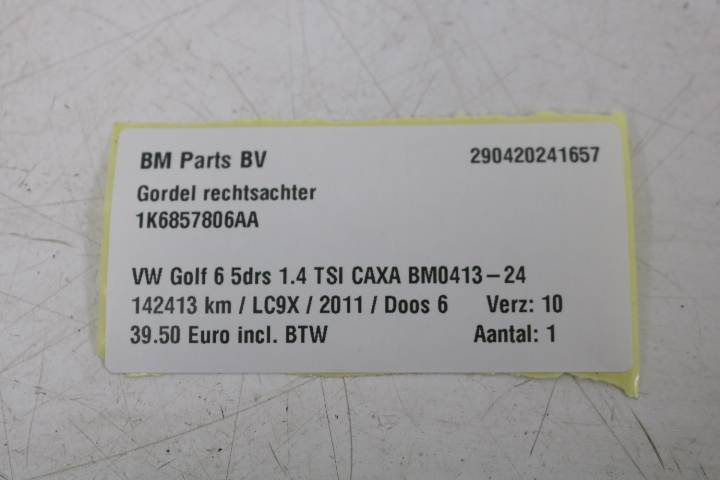 BM Parts BV 290420241657
Gordel rechtsachter
1K6857806AA
VW Golf 6 5drs 1.4 TSI CAXA BM0413-24
142413 km / LC9X / 2011 / Doos 6 Verz: 10
39.50 Euro incl. BTW Aantal: 1